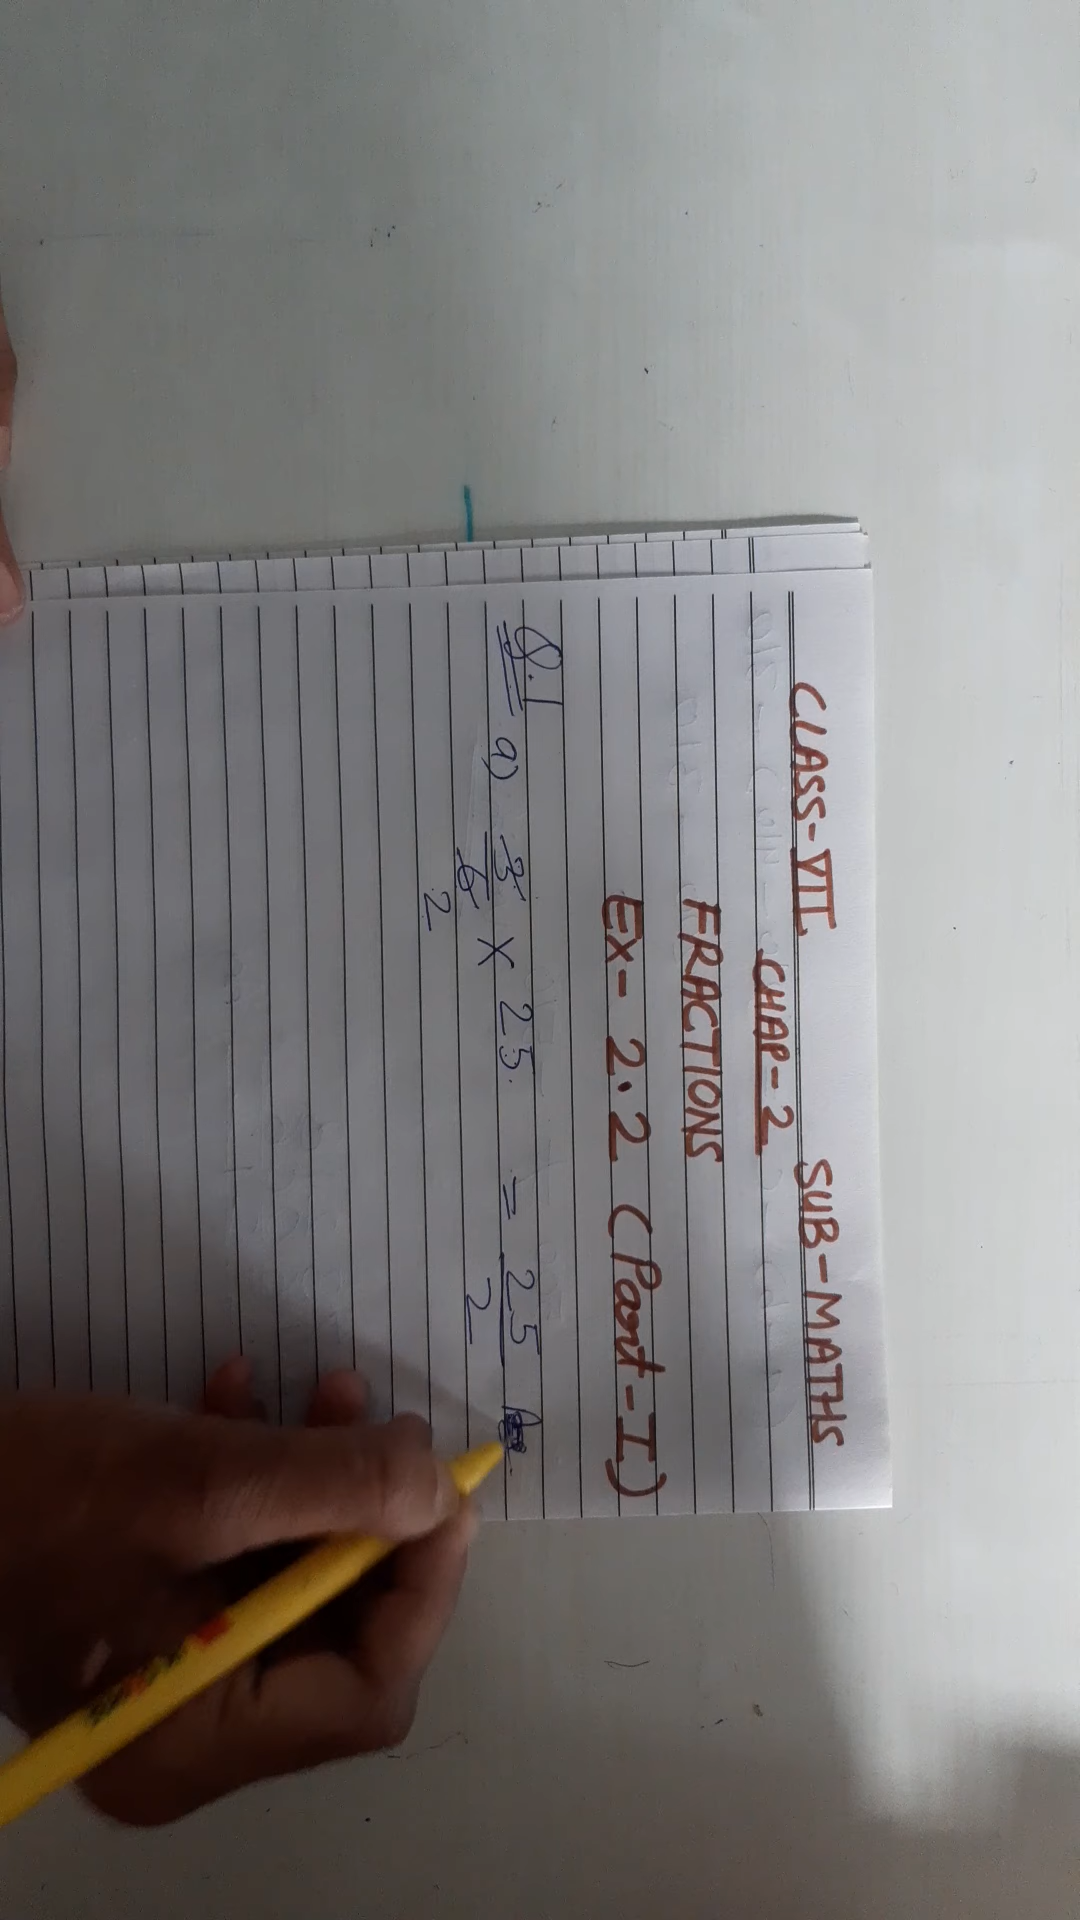 CLASS-VII SUB-MATHS
CHAP-2
FRACTIONS
EX- 2.2 (Part-I)
Q.1 a) 3/6 × 25 = 25/2
2